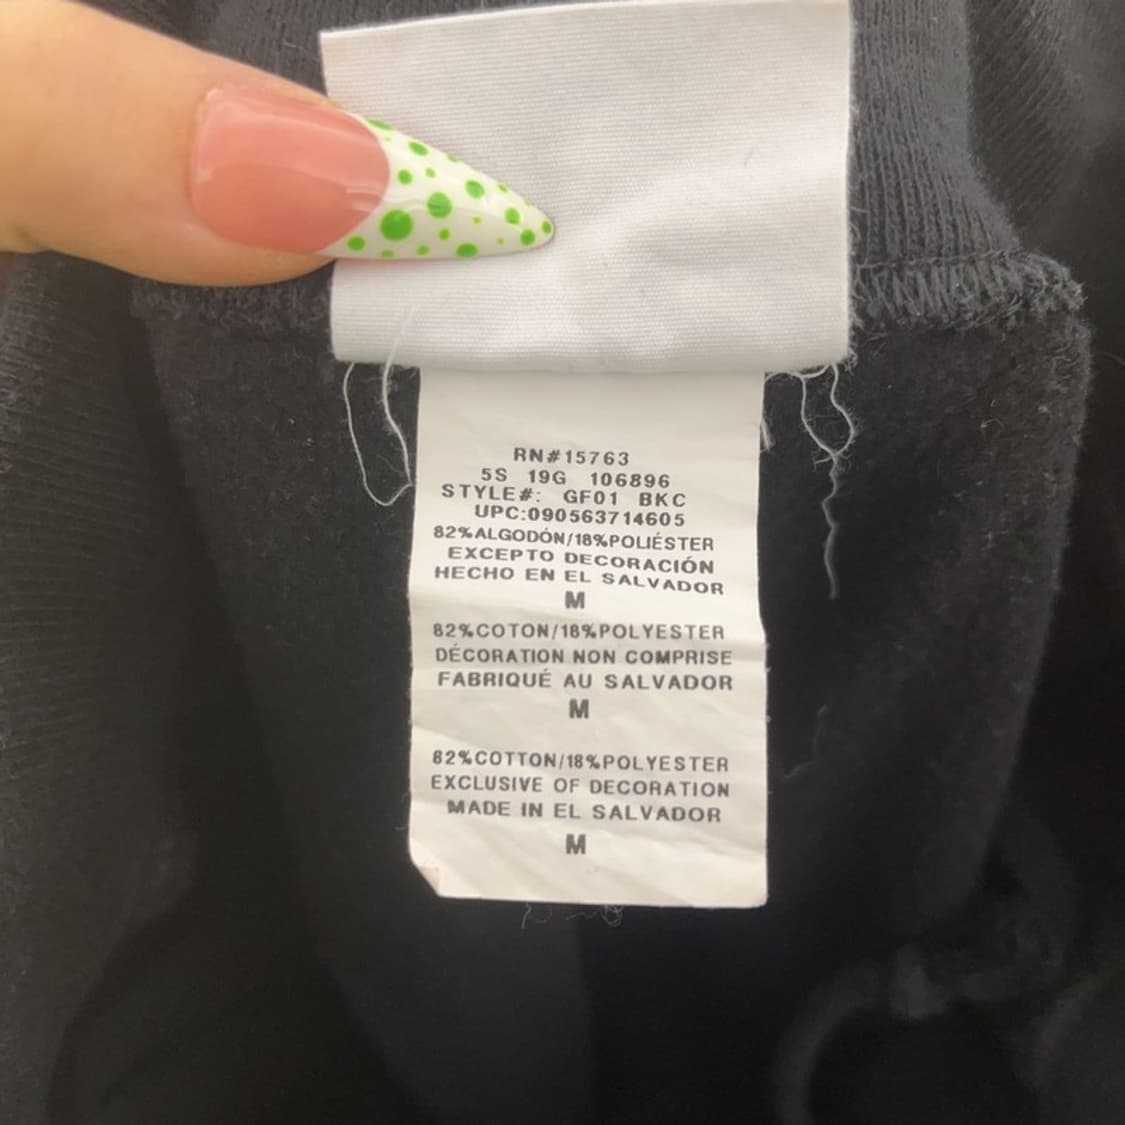 RN#15763
5S 19G 106896
STYLE#: GF01 BKC
UPC:090563714605
82%ALGODÓN/18%POLIÉSTER
EXCEPTO DECORACIÓN
HECHO EN EL SALVADOR
M
82%COTON/18%POLYESTER
DÉCORATION NON COMPRISE
FABRIQUÉ AU SALVADOR
M
82%COTTON/18%POLYESTER
EXCLUSIVE OF DECORATION
MADE IN EL SALVADOR
M